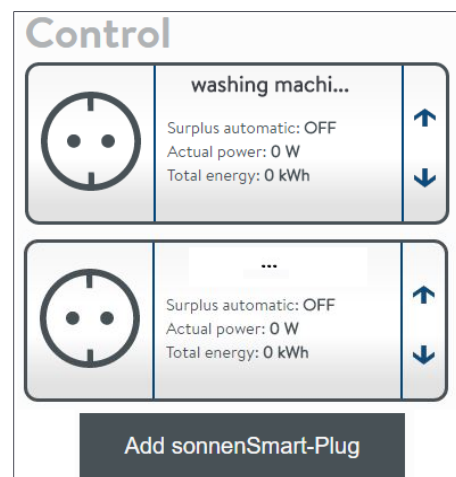 Control
washing machi...
Surplus automatic: OFF
Actual power: 0 W
Total energy: 0 kWh
...
Surplus automatic: OFF
Actual power: 0 W
Total energy: 0 kWh
Add sonnenSmart-Plug